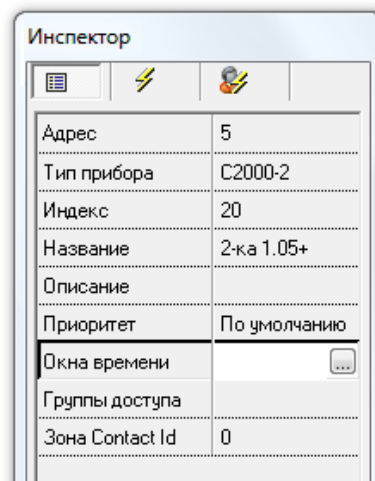 Инспектор
Адрес 5
Тип прибора С2000-2
Индекс 20
Название 2-ка 1.05+
Описание
Приоритет По умолчанию
Окна времени ...
Группы доступа
Зона Contact Id 0